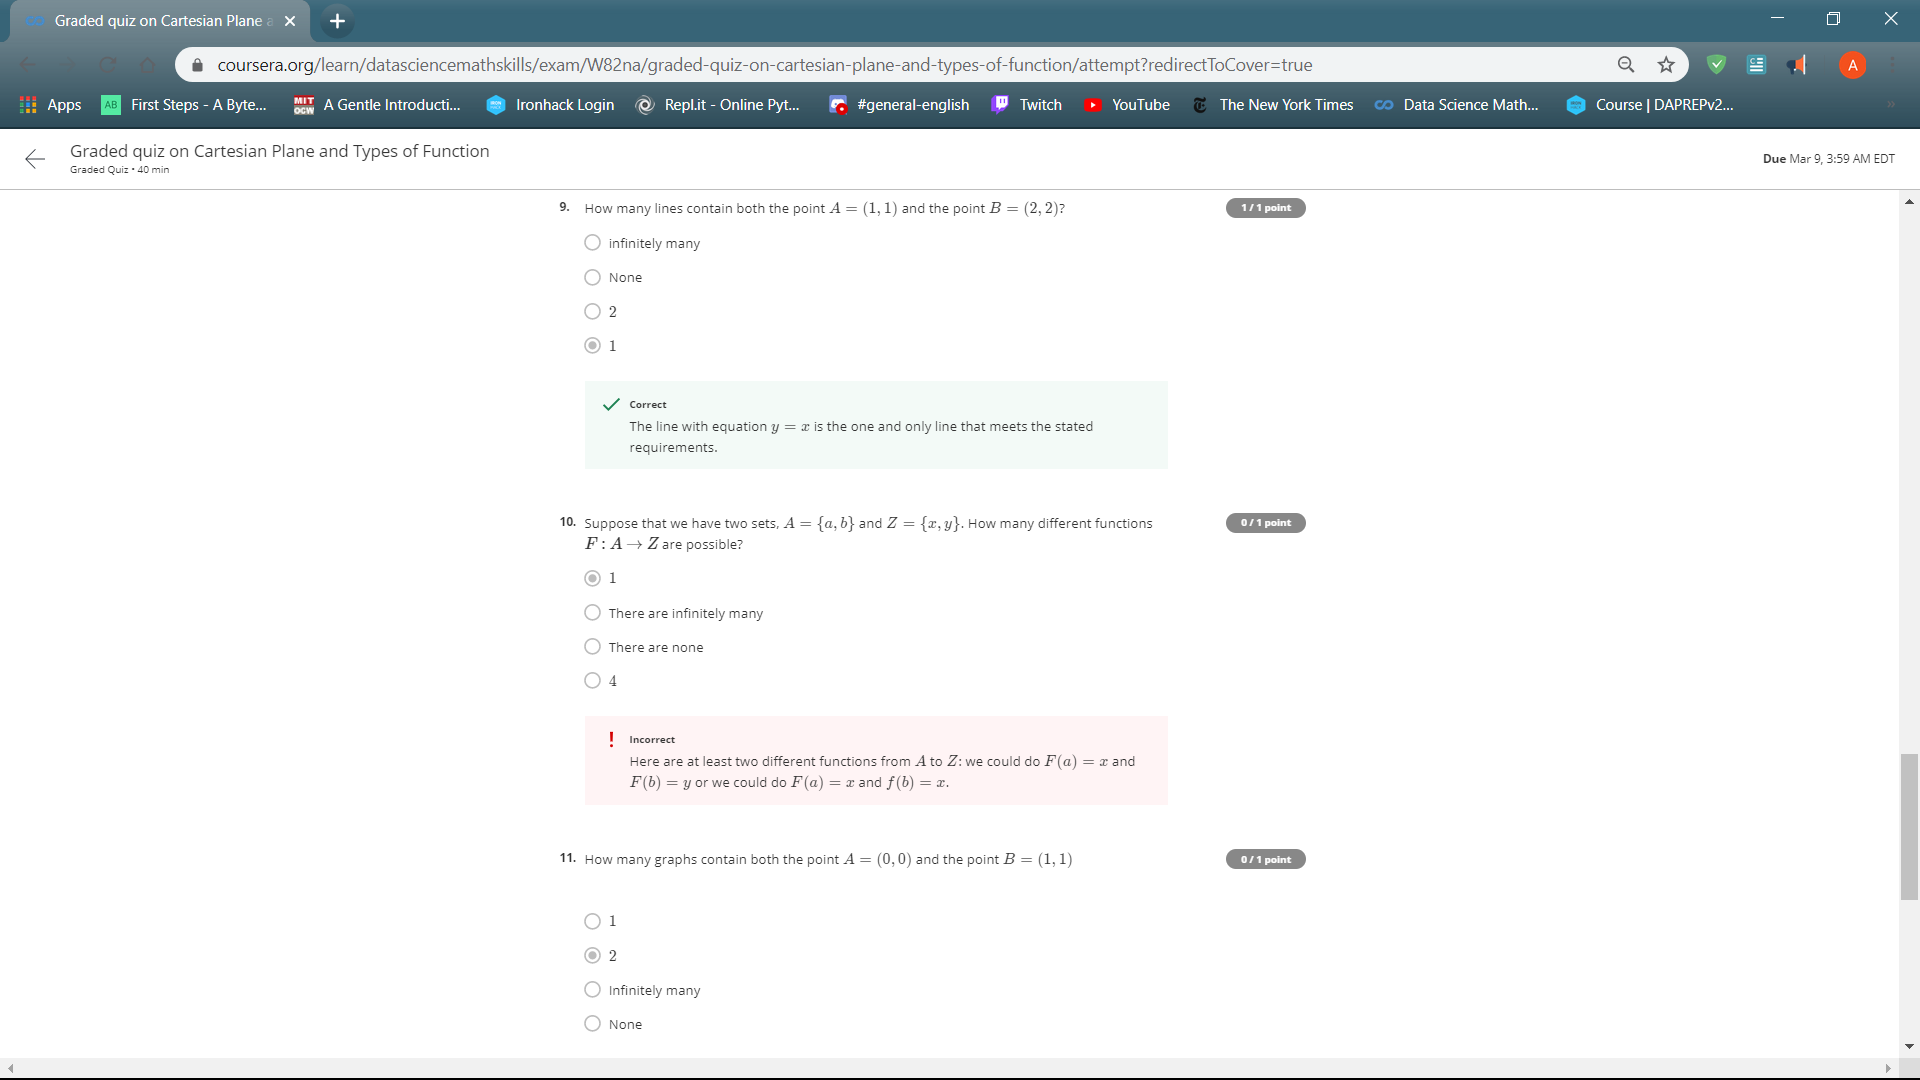 Graded quiz on Cartesian Plane a
coursera.org/learn/datasciencemathskills/exam/W82na/graded-quiz-on-cartesian-plane-and-types-of-function/attempt?redirectToCover=true
A
Apps AB First Steps - A Byte... MIT OCW A Gentle Introducti... Ironhack Login Repl.it - Online Pyt... #general-english Twitch YouTube The New York Times Data Science Math... Course | DAPREPv2... »
Graded quiz on Cartesian Plane and Types of Function
Graded Quiz • 40 min
Due Mar 9, 3:59 AM EDT
9. How many lines contain both the point A = (1, 1) and the point B = (2, 2)? 1 / 1 point
infinitely many
None
2
1
Correct
The line with equation y = x is the one and only line that meets the stated
requirements.
10. Suppose that we have two sets, A = {a, b} and Z = {x, y}. How many different functions 0 / 1 point
F : A → Z are possible?
1
There are infinitely many
There are none
4
! Incorrect
Here are at least two different functions from A to Z: we could do F(a) = x and
F(b) = y or we could do F(a) = x and f(b) = x.
11. How many graphs contain both the point A = (0, 0) and the point B = (1, 1) 0 / 1 point
1
2
Infinitely many
None